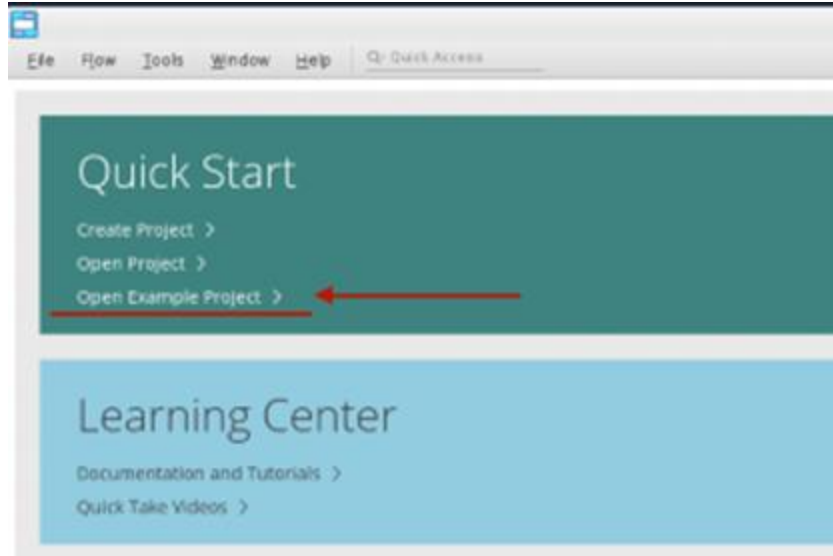 File Flow Tools Window Help Quick Access
Quick Start
Create Project >
Open Project >
Open Example Project >
Learning Center
Documentation and Tutorials >
Quick Take Videos >